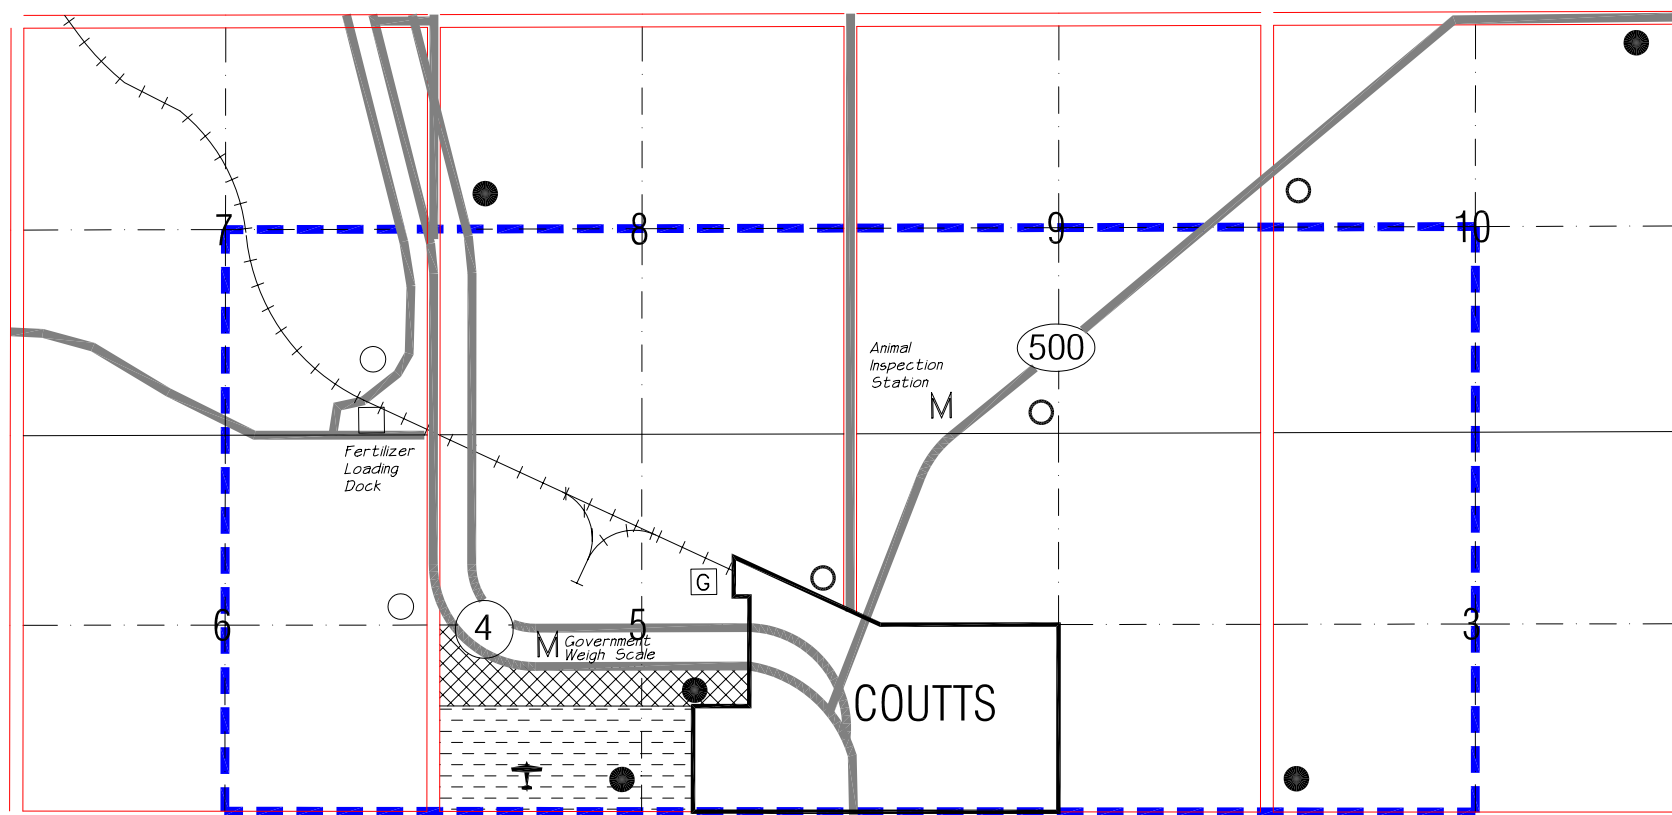 7
8
9
10
500
Animal
Inspection
Station
M
Fertilizer
Loading
Dock
G
6
4
M
Government
Weigh Scale
5
3
COUTTS